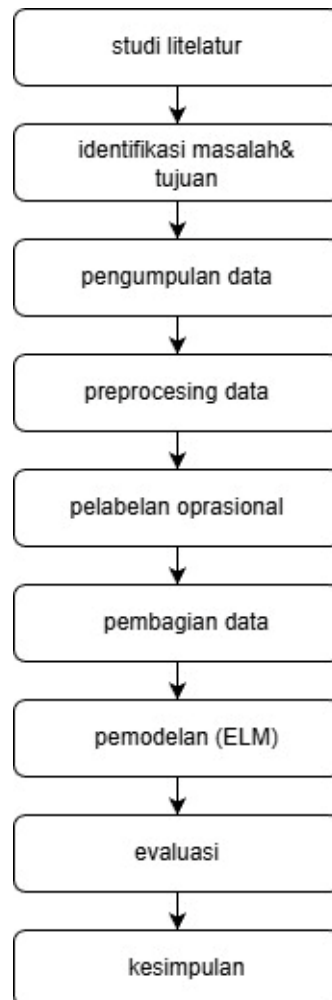 studi litelatur
identifikasi masalah&
tujuan
pengumpulan data
preprocesing data
pelabelan oprasional
pembagian data
pemodelan (ELM)
evaluasi
kesimpulan